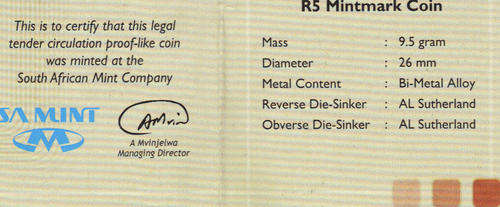 This is to certify that this legal
tender circulation proof-like coin
was minted at the
South African Mint Company
SA MINT
A Mvinjelwa
Managing Director
R5 Mintmark Coin
Mass : 9.5 gram
Diameter : 26 mm
Metal Content : Bi-Metal Alloy
Reverse Die-Sinker : AL Sutherland
Obverse Die-Sinker : AL Sutherland